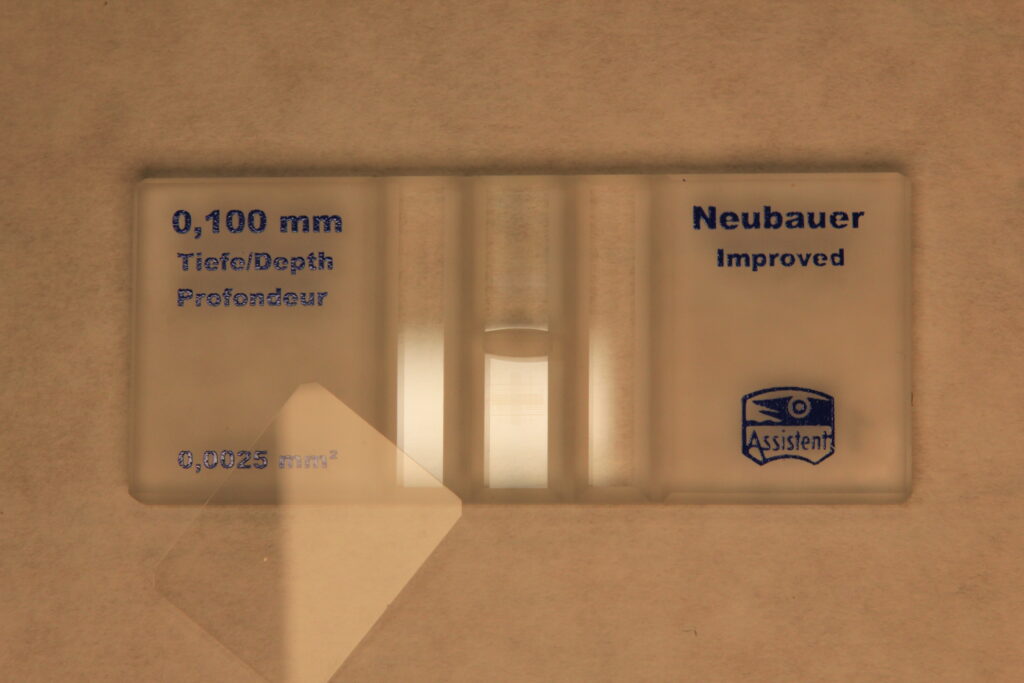 0,100 mm
Tiefe/Depth
Profondeur
0,0025 mm²
Neubauer
Improved
Assistent